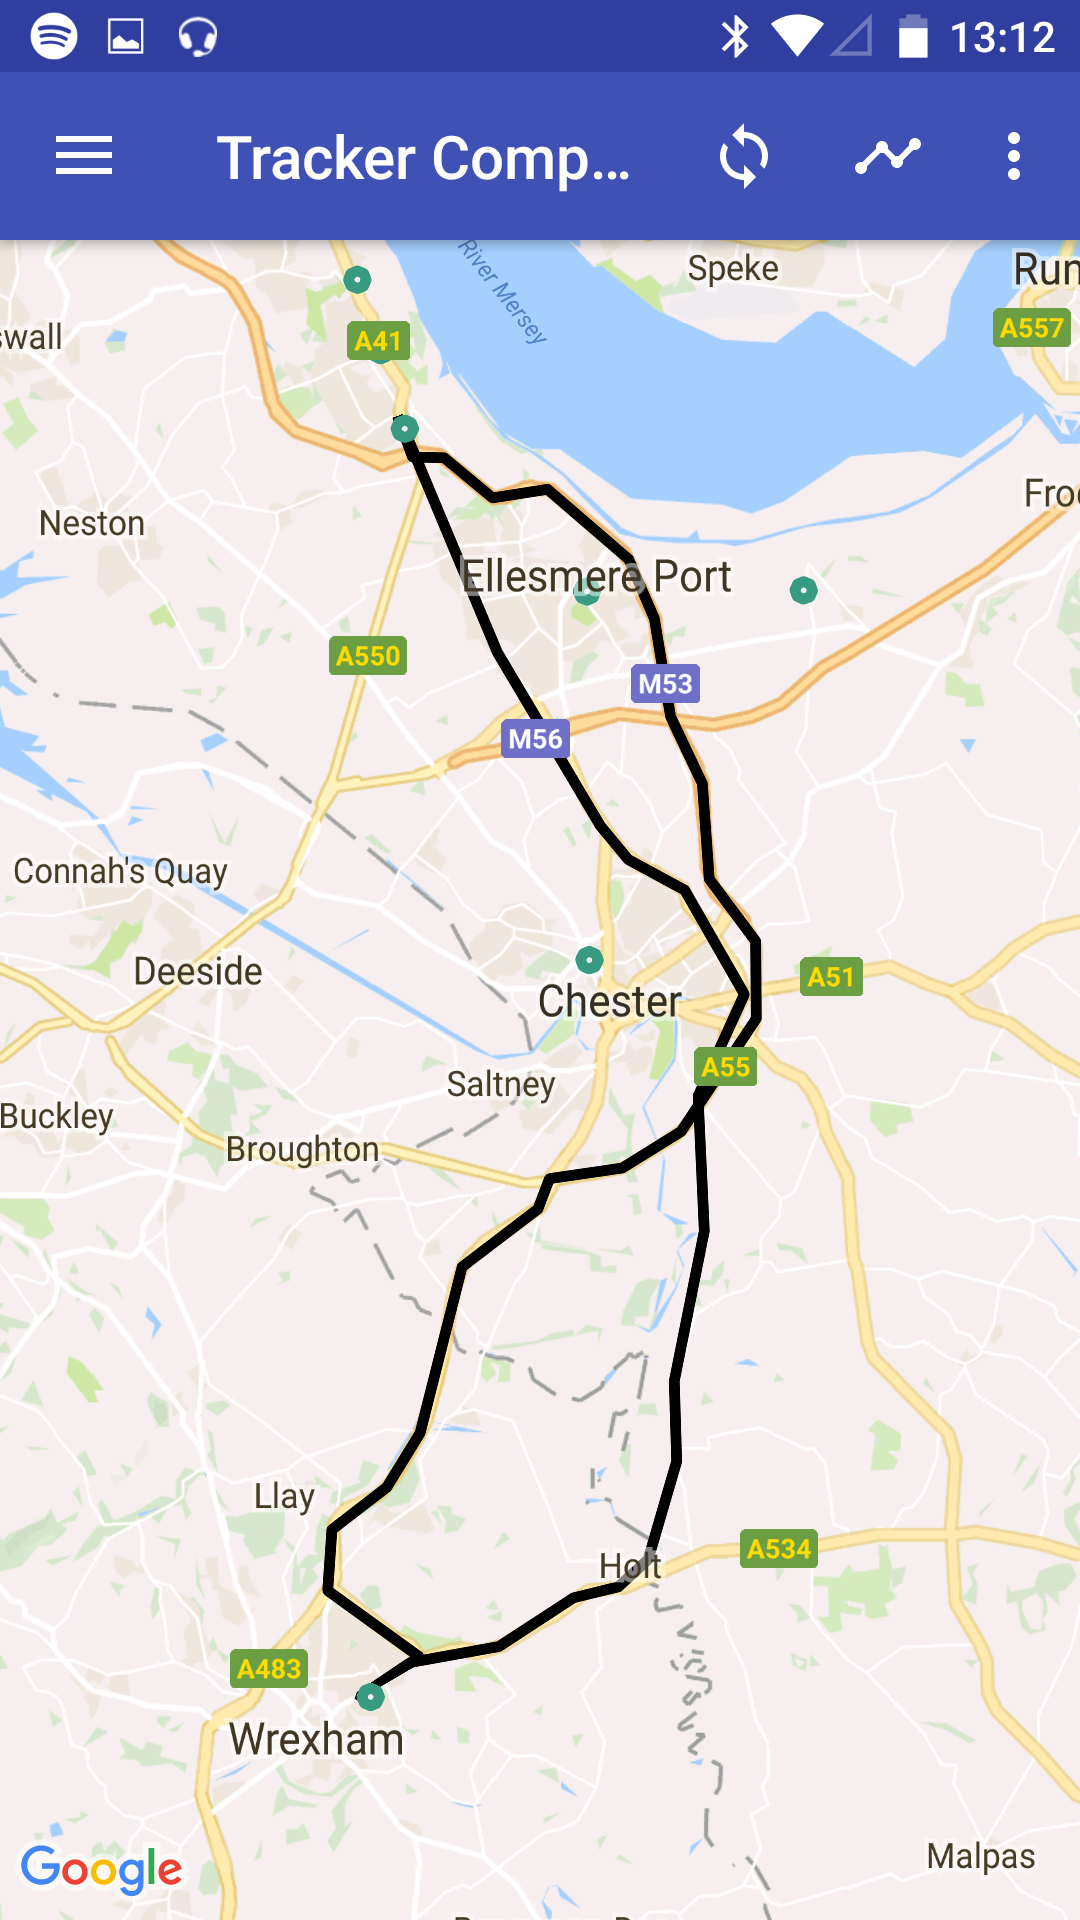 13:12
Tracker Comp...
River Mersey
Speke
Run
A557
swall
A41
Neston
Fro
Ellesmere Port
A550
M53
M56
Connah's Quay
Deeside
A51
Chester
A55
Saltney
Buckley
Broughton
Llay
A534
Holt
A483
Wrexham
Malpas
Google